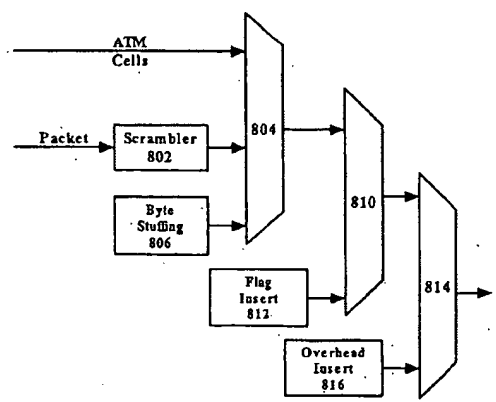 ATM
Cells
804
Packet
Scrambler
802
810
Byte
Stuffing
806
814
Flag
Insert
812
Overhead
Insert
816